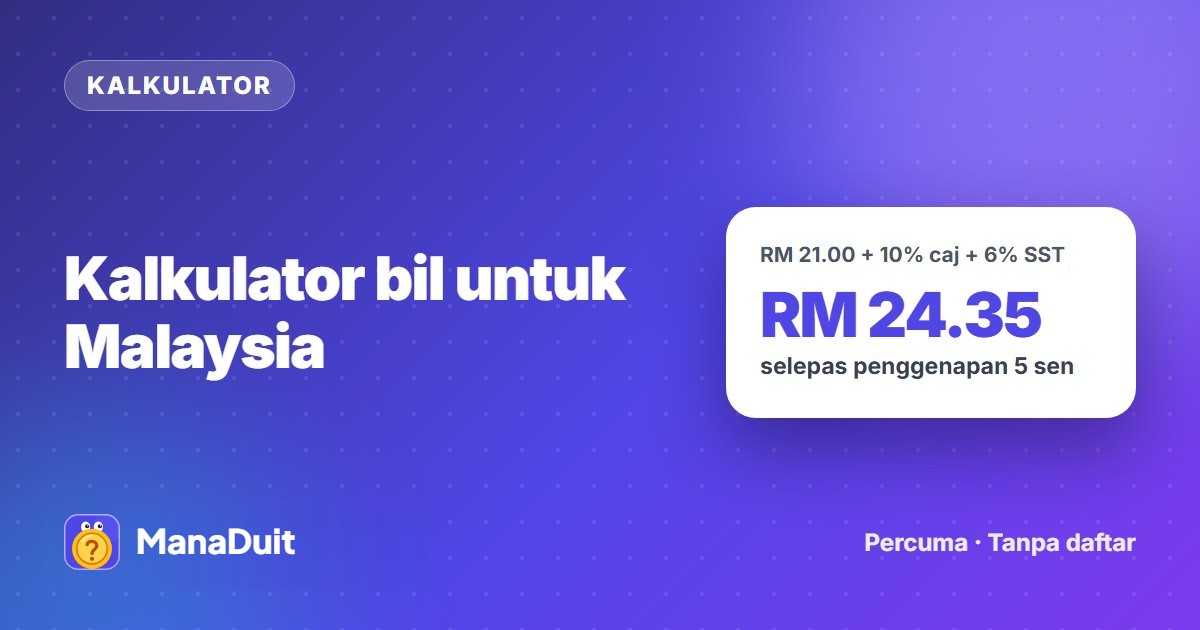 KALKULATOR
Kalkulator bil untuk
Malaysia
RM 21.00 + 10% caj + 6% SST
RM 24.35
selepas penggenapan 5 sen
?
ManaDuit
Percuma · Tanpa daftar